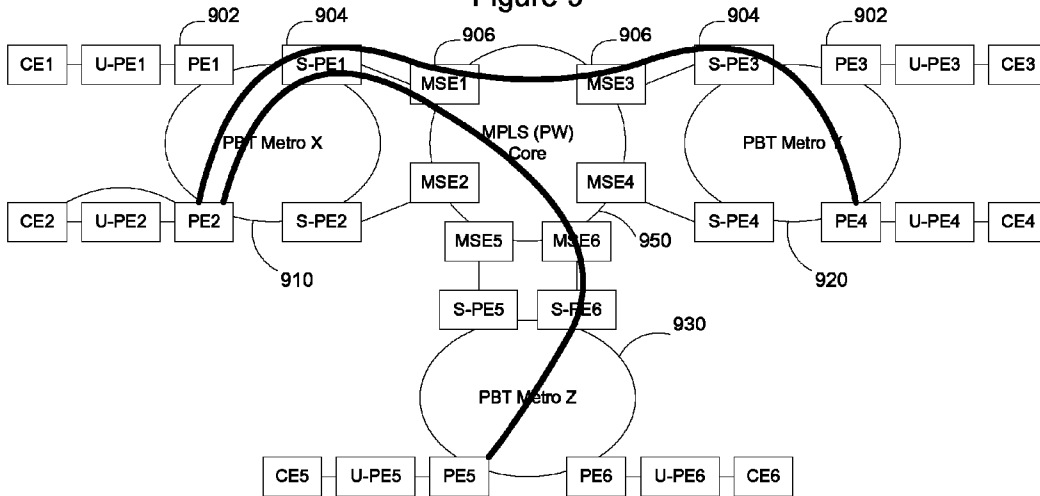 Figure 9
902
904
906
906
904
902
CE1
U-PE1
PE1
S-PE1
MSE1
MSE3
S-PE3
PE3
U-PE3
CE3
PBT Metro X
MPLS (PW)
Core
PBT Metro Y
MSE2
MSE4
CE2
U-PE2
PE2
S-PE2
MSE5
MSE6
950
S-PE4
PE4
U-PE4
CE4
910
920
S-PE5
S-PE6
930
PBT Metro Z
CE5
U-PE5
PE5
PE6
U-PE6
CE6